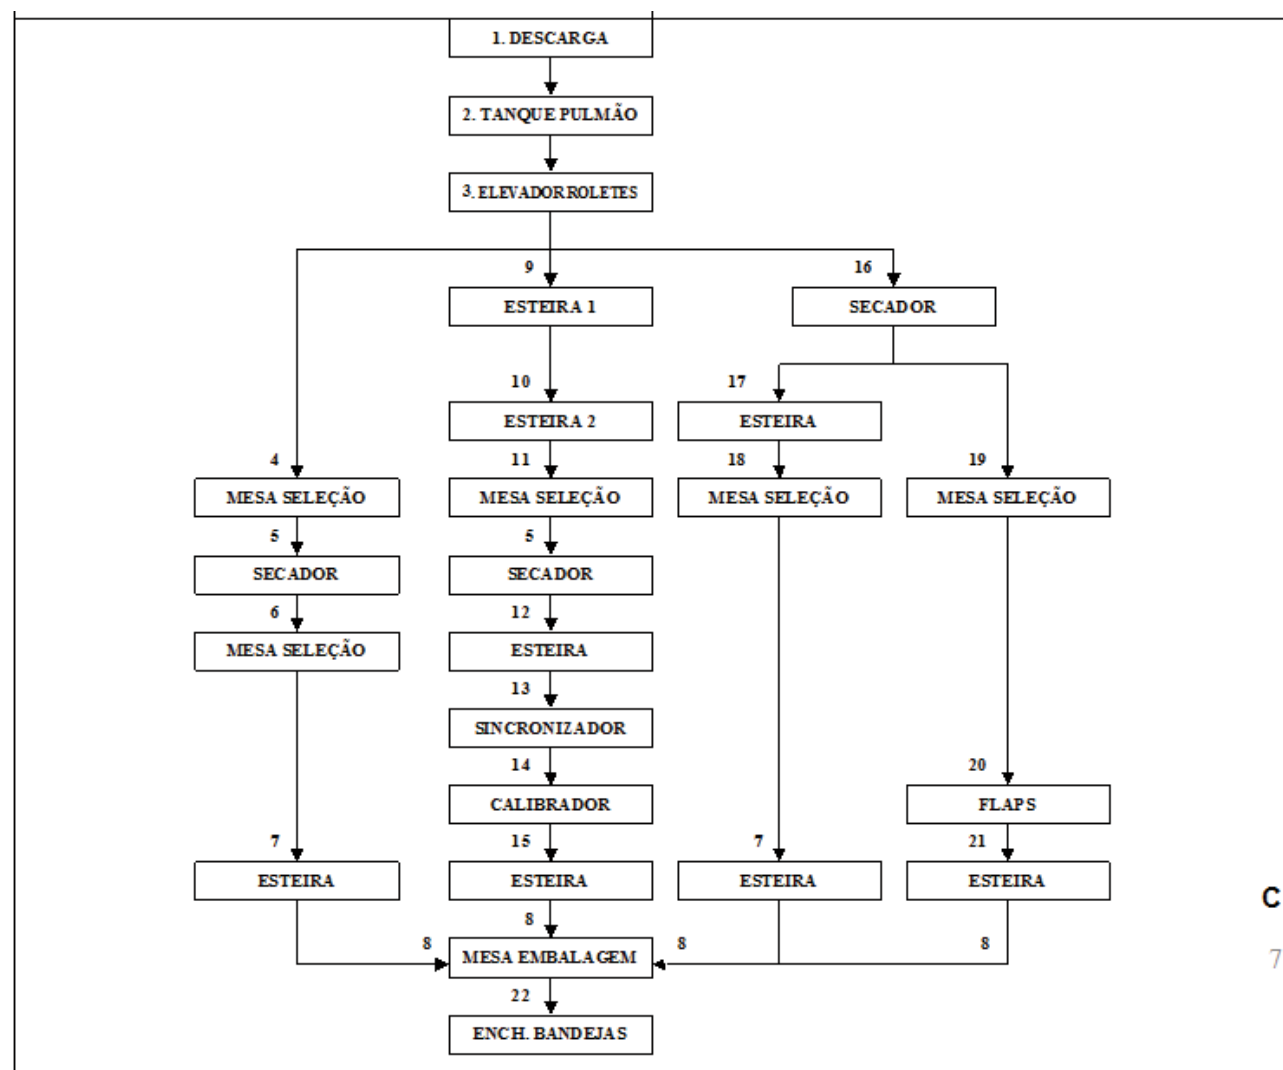 1. DESCARGA
2. TANQUE PULMÃO
3. ELEVADOR ROLETES
9 16
ESTEIRA 1 SECADOR
10 17
ESTEIRA 2 ESTEIRA
4 11 18 19
MESA SELEÇÃO MESA SELEÇÃO MESA SELEÇÃO MESA SELEÇÃO
5 5
SECADOR SECADOR
6 12
MESA SELEÇÃO ESTEIRA
13
SINCRONIZADOR
14 20
CALIBRADOR FLAPS
7 15 7 21
ESTEIRA ESTEIRA ESTEIRA ESTEIRA
C
8
8 8 8
MESA EMBALAGEM
7
22
ENCH. BANDEJAS